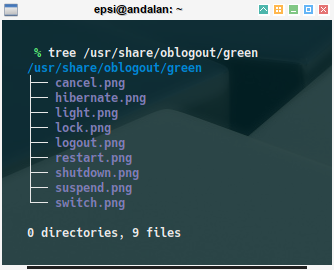 epsi@andalan: ~
% tree /usr/share/oblogout/green
/usr/share/oblogout/green
├── cancel.png
├── hibernate.png
├── light.png
├── lock.png
├── logout.png
├── restart.png
├── shutdown.png
├── suspend.png
└── switch.png
0 directories, 9 files